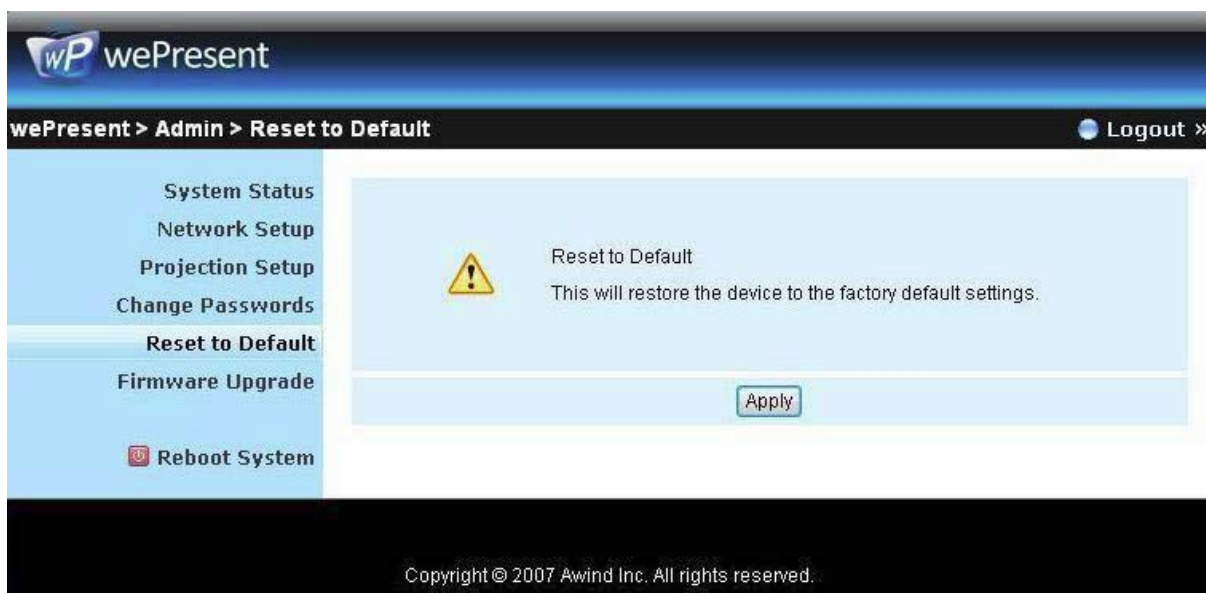 wP wePresent
wePresent > Admin > Reset to Default
Logout »
System Status
Network Setup
Projection Setup
Change Passwords
Reset to Default
Firmware Upgrade
Reboot System
Reset to Default
This will restore the device to the factory default settings.
Apply
Copyright © 2007 Awind Inc. All rights reserved.